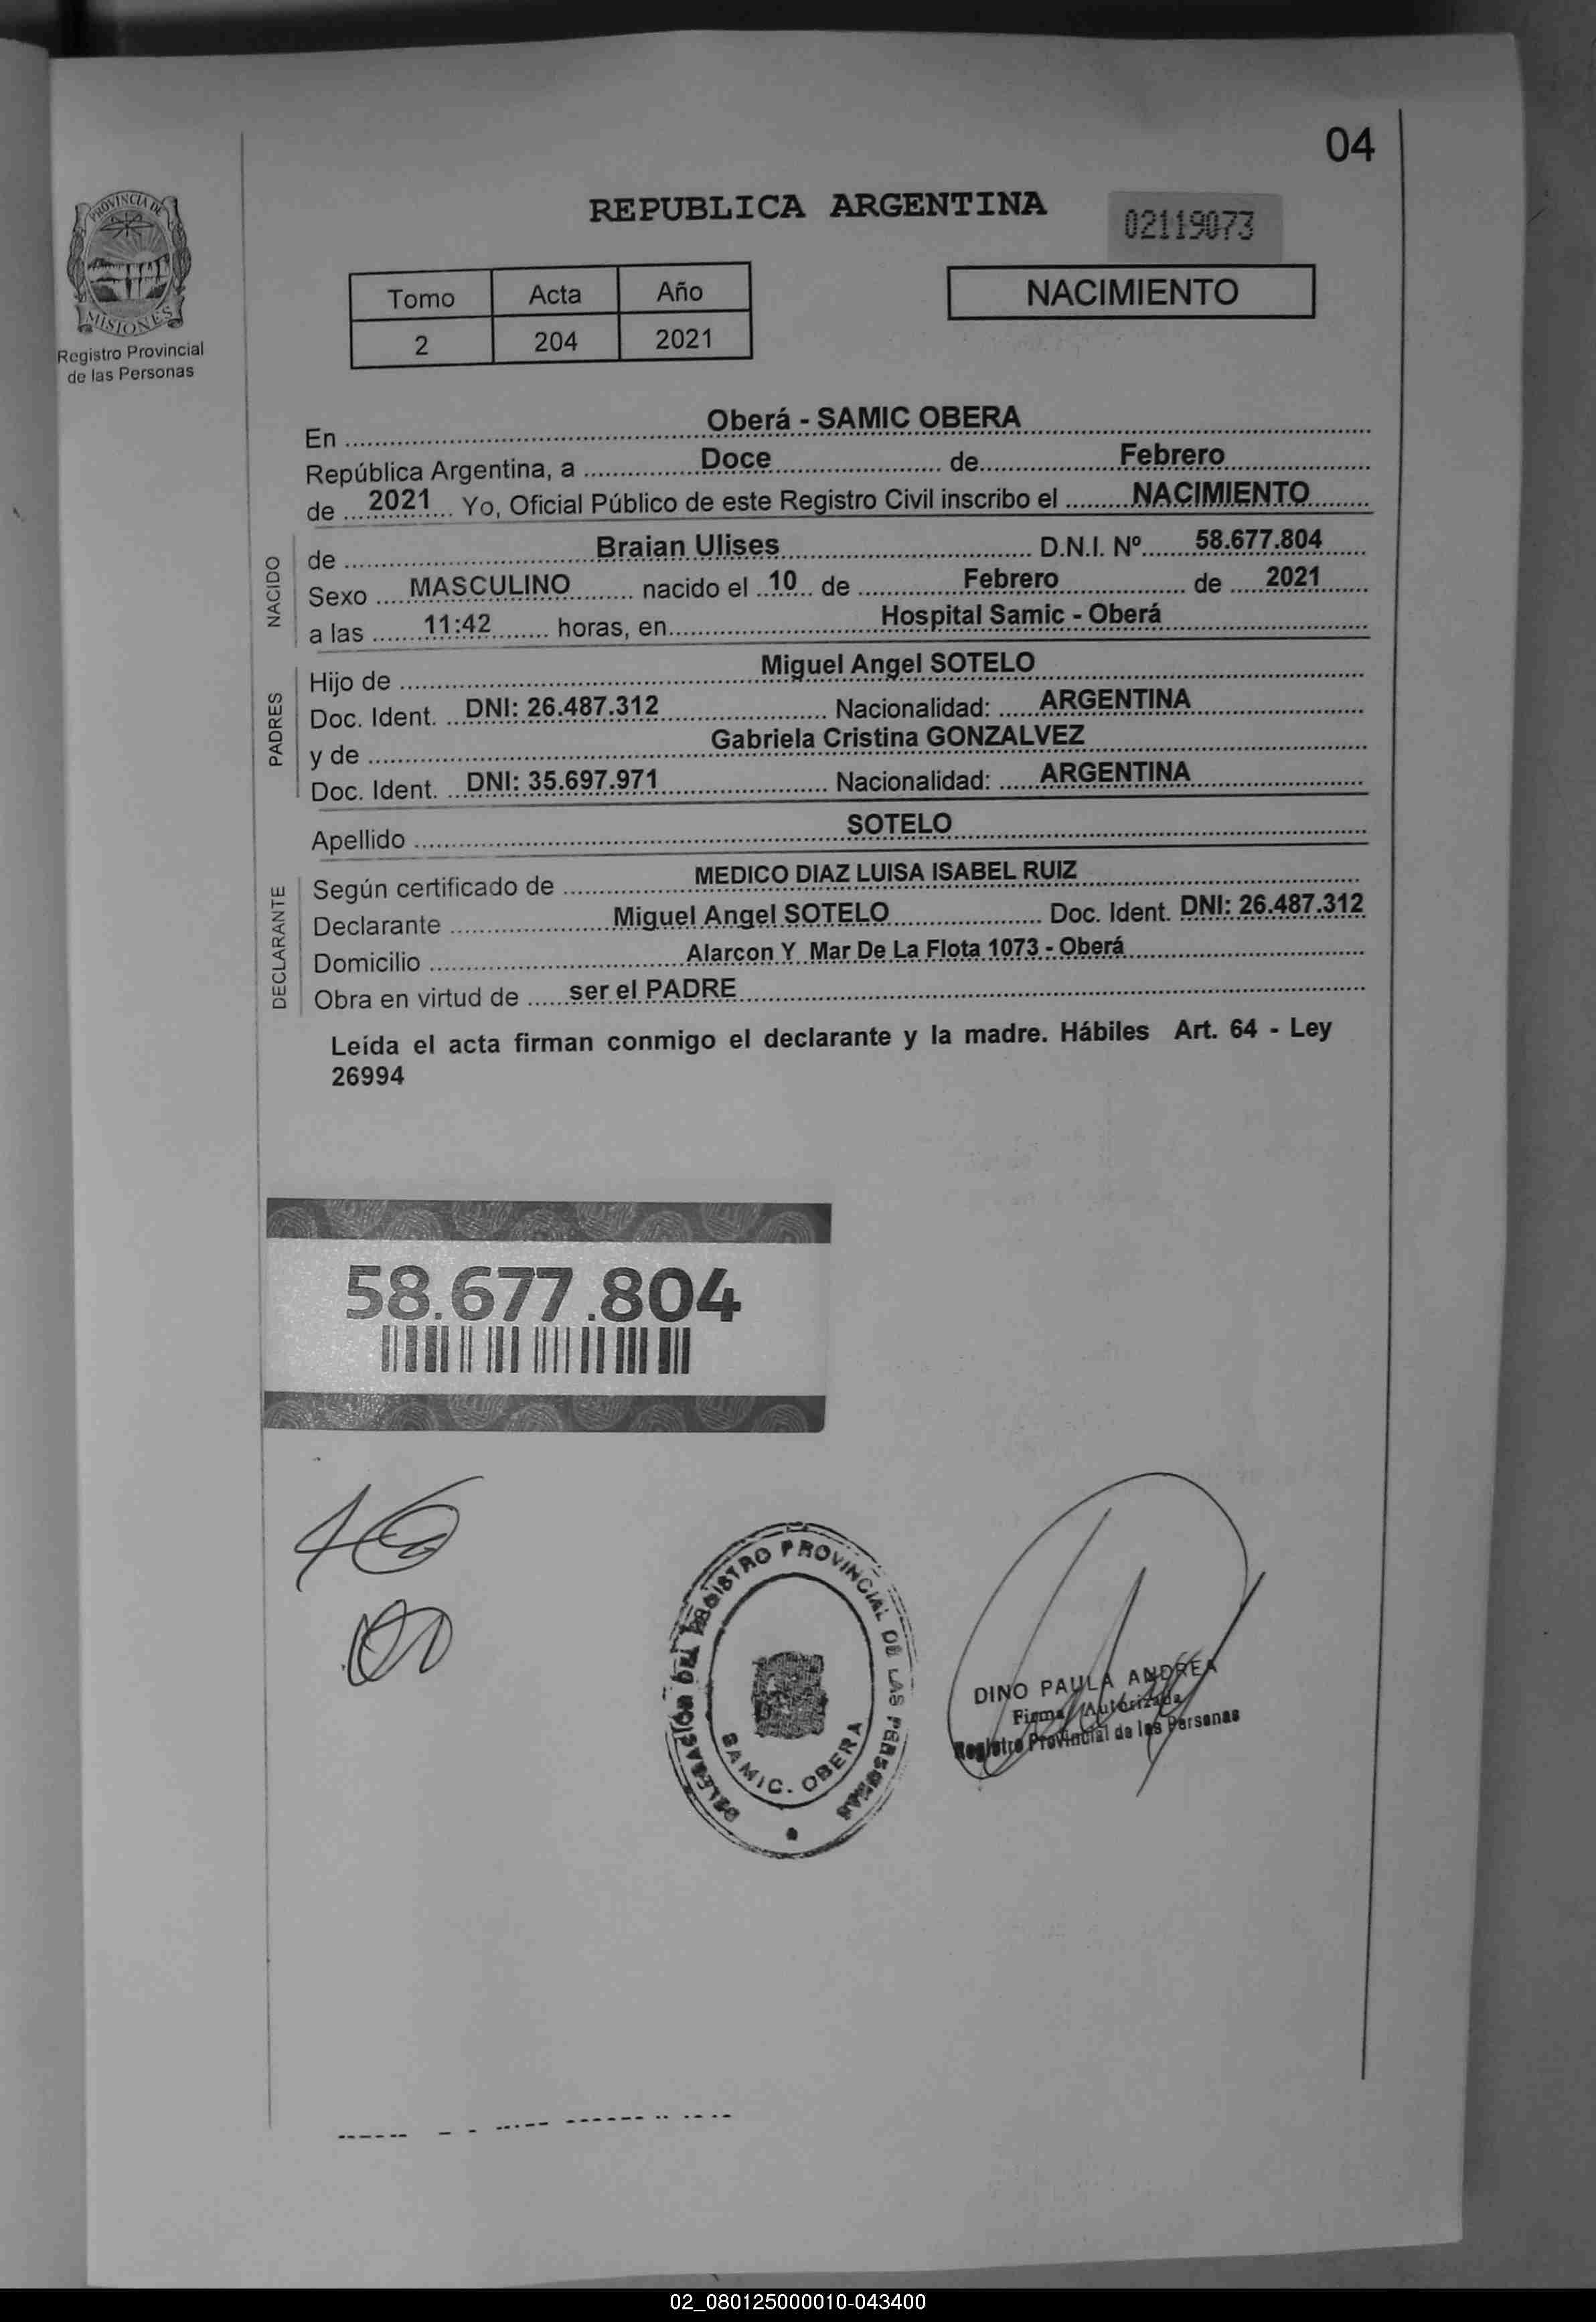 04
PROVINCIA DE
MISIONES
Registro Provincial
de las Personas
REPUBLICA ARGENTINA
02119073
Tomo Acta Año
2 204 2021
NACIMIENTO
En Oberá - SAMIC OBERA
República Argentina, a Doce de Febrero
de 2021 Yo, Oficial Público de este Registro Civil inscribo el NACIMIENTO
NACIDO
de Braian Ulises D.N.I. Nº 58.677.804
Sexo MASCULINO nacido el 10 de Febrero de 2021
a las 11:42 horas, en Hospital Samic - Oberá
PADRES
Hijo de Miguel Angel SOTELO
Doc. Ident. DNI: 26.487.312 Nacionalidad: ARGENTINA
y de Gabriela Cristina GONZALVEZ
Doc. Ident. DNI: 35.697.971 Nacionalidad: ARGENTINA
Apellido SOTELO
DECLARANTE
Según certificado de MEDICO DIAZ LUISA ISABEL RUIZ
Declarante Miguel Angel SOTELO Doc. Ident. DNI: 26.487.312
Domicilio Alarcon Y Mar De La Flota 1073 - Oberá
Obra en virtud de ser el PADRE
Leída el acta firman conmigo el declarante y la madre. Hábiles Art. 64 - Ley
26994
58.677.804
DELEGACION DEL REGISTRO PROVINCIAL DE LAS PERSONAS
SAMIC. OBERA
DINO PAULA ANDREA
Firma Autorizada
Registro Provincial de las Personas
02_080125000010-043400